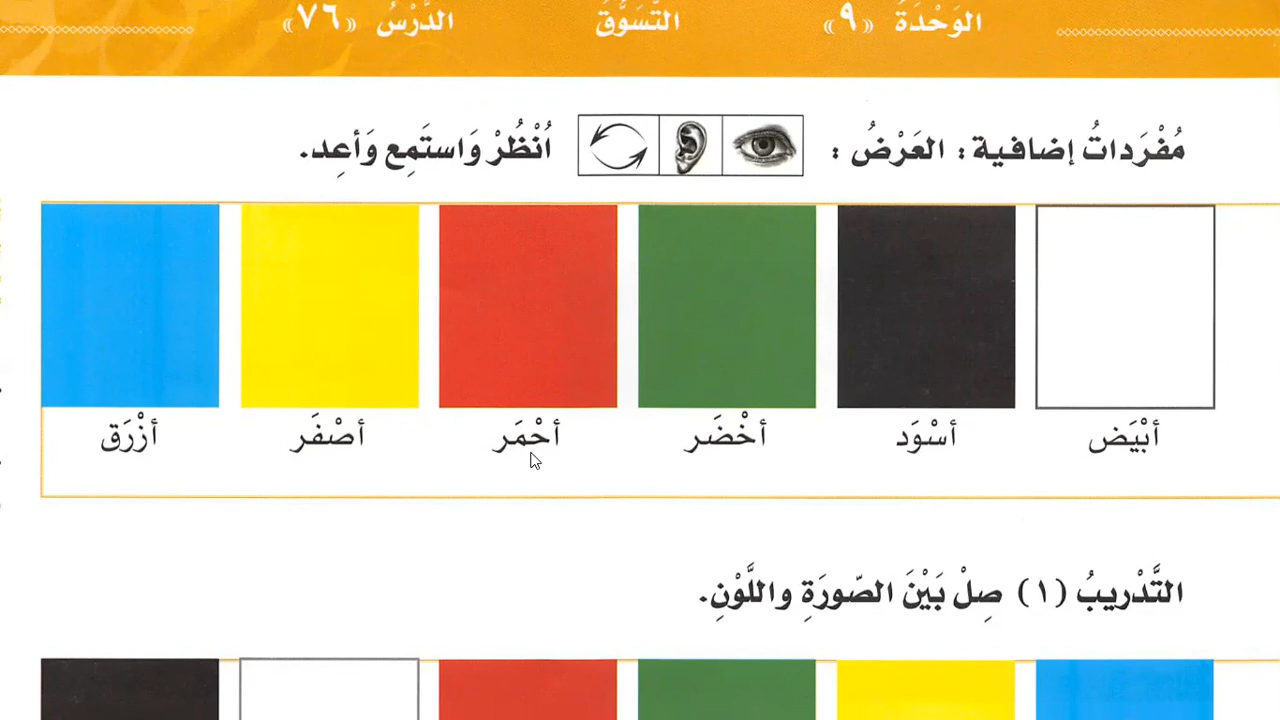 الوَحْدَةُ «٩» التَّسَوُّقُ الدَّرْسُ «٧٦»
مُفْرَداتُ إضافية : العَرْضُ : اُنْظُرْ وَاستَمِع وَأعِد.
أبْيَض أسْوَد أخْضَر أحْمَر أصْفَر أزْرَق
التَّدْريبُ (١) صِلْ بَيْنَ الصّورَةِ واللَّوْنِ.